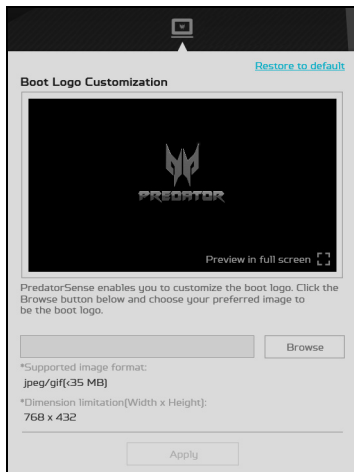 Restore to default
Boot Logo Customization
PREDATOR
Preview in full screen
PredatorSense enables you to customize the boot logo. Click the
Browse button below and choose your preferred image to
be the boot logo.
Browse
*Supported image format:
jpeg/gif(<35 MB)
*Dimension limitation(Width x Height):
768 x 432
Apply